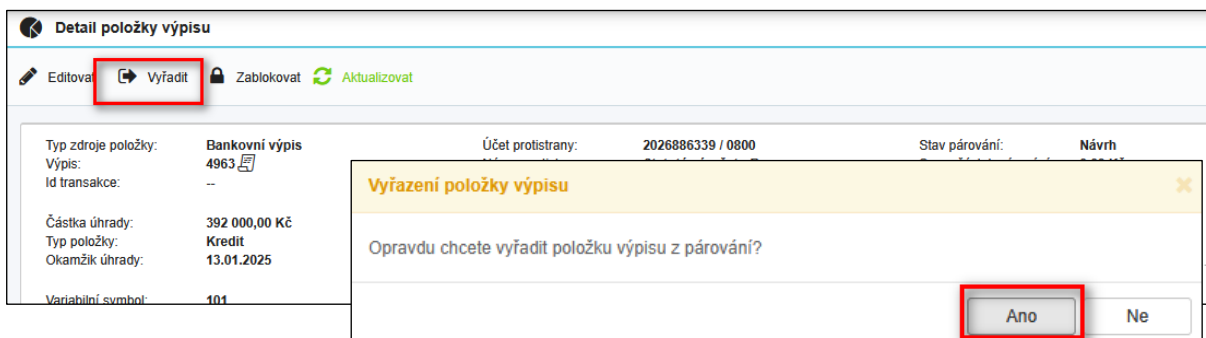 Detail položky výpisu
Editovat Vyřadit Zablokovat Aktualizovat
Typ zdroje položky: Bankovní výpis Účet protistrany: 2026886339 / 0800 Stav párování: Návrh
Výpis: 4963
Id transakce: --
Vyřazení položky výpisu
Částka úhrady: 392 000,00 Kč
Typ položky: Kredit
Opravdu chcete vyřadit položku výpisu z párování?
Okamžik úhrady: 13.01.2025
Variabilní symbol: 101
Ano Ne